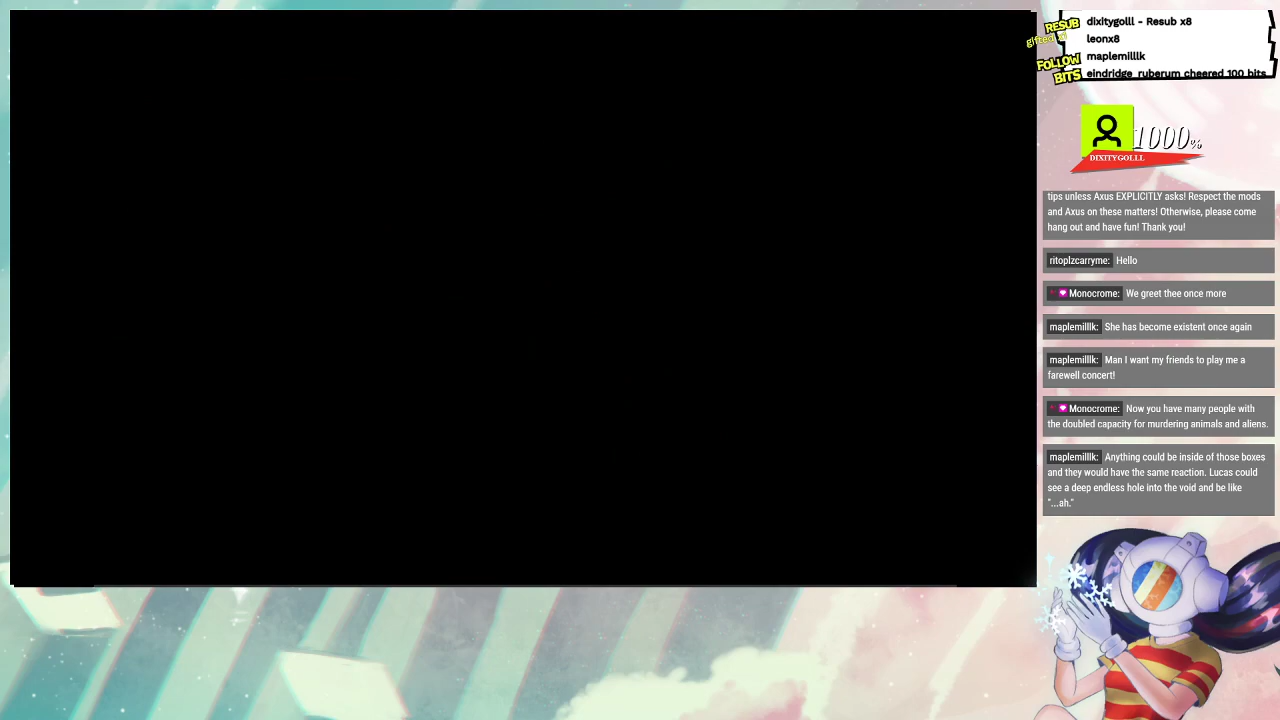 RESUB
dixitygolll - Resub x8
gifted
leonx8
FOLLOW
maplemilllk
BITS
eindridge_ruberum cheered 100 bits
1000%
DIXITYGOLLL
tips unless Axus EXPLICITLY asks! Respect the mods
and Axus on these matters! Otherwise, please come
hang out and have fun! Thank you!
ritoplzcarryme: Hello
Monocrome: We greet thee once more
maplemilllk: She has become existent once again
maplemilllk: Man I want my friends to play me a
farewell concert!
Monocrome: Now you have many people with
the doubled capacity for murdering animals and aliens.
maplemilllk: Anything could be inside of those boxes
and they would have the same reaction. Lucas could
see a deep endless hole into the void and be like
"...ah."